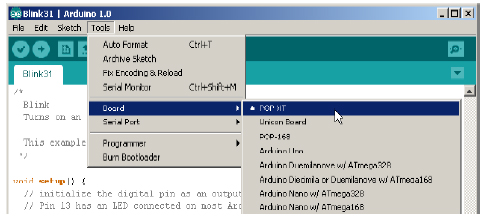 Blink31 | Arduino 1.0
File Edit Sketch Tools Help
Auto Format Ctrl+T
Archive Sketch
Fix Encoding & Reload
Serial Monitor Ctrl+Shift+M
Board
Serial Port
Programmer
Burn Bootloader
POP-XT
Unicon Board
POP-168
Arduino Uno
Arduino Duemilanove w/ ATmega328
Arduino Diecimila or Duemilanove w/ ATmega168
Arduino Nano w/ ATmega328
Arduino Nano w/ ATmega168
Blink31
/*
Blink
Turns on an
This example
*/
void setup() {
// initialize the digital pin as an output
// Pin 13 has an LED connected on most Ard